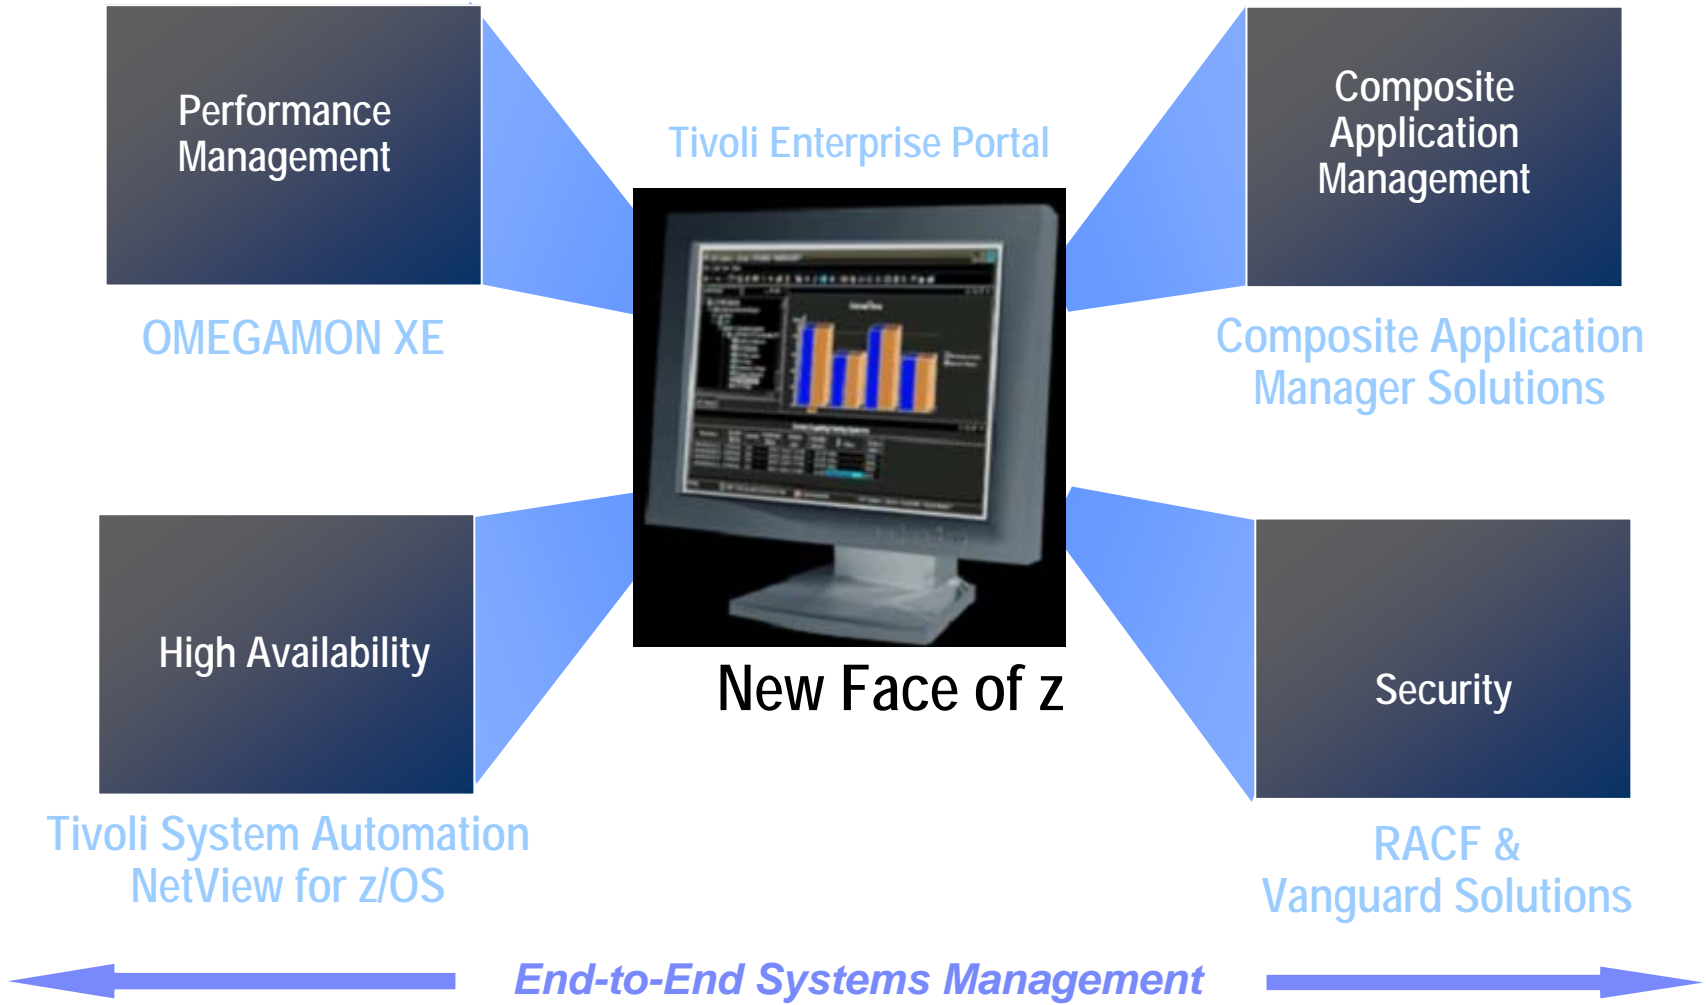 Performance
Management
OMEGAMON XE
Tivoli Enterprise Portal
Composite
Application
Management
Composite Application
Manager Solutions
New Face of z
High Availability
Tivoli System Automation
NetView for z/OS
Security
RACF &
Vanguard Solutions
End-to-End Systems Management